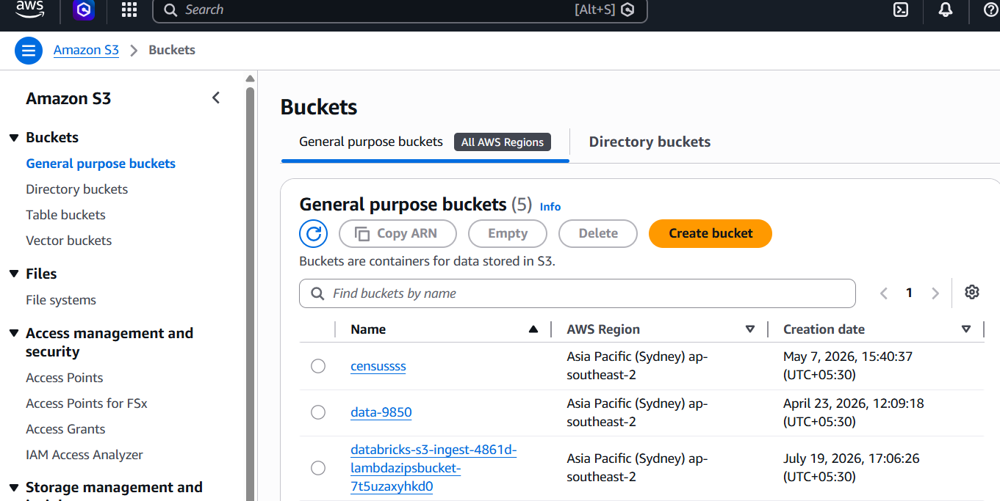 aws
Search [Alt+S]
Amazon S3 > Buckets
Amazon S3
Buckets
General purpose buckets
Directory buckets
Table buckets
Vector buckets
Files
File systems
Access management and
security
Access Points
Access Points for FSx
Access Grants
IAM Access Analyzer
Storage management and
Buckets
General purpose buckets All AWS Regions Directory buckets
General purpose buckets (5) Info
Copy ARN Empty Delete Create bucket
Buckets are containers for data stored in S3.
Find buckets by name 1
Name AWS Region Creation date
censussss
Asia Pacific (Sydney) ap-
southeast-2
May 7, 2026, 15:40:37
(UTC+05:30)
data-9850
Asia Pacific (Sydney) ap-
southeast-2
April 23, 2026, 12:09:18
(UTC+05:30)
databricks-s3-ingest-4861d-
lambdazipsbucket-
7t5uzaxyhkd0
Asia Pacific (Sydney) ap-
southeast-2
July 19, 2026, 17:06:26
(UTC+05:30)